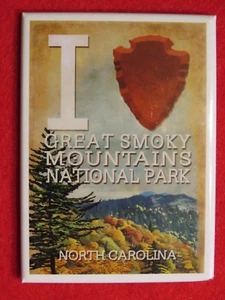 I
GREAT SMOKY
MOUNTAINS
NATIONAL PARK
NORTH CAROLINA